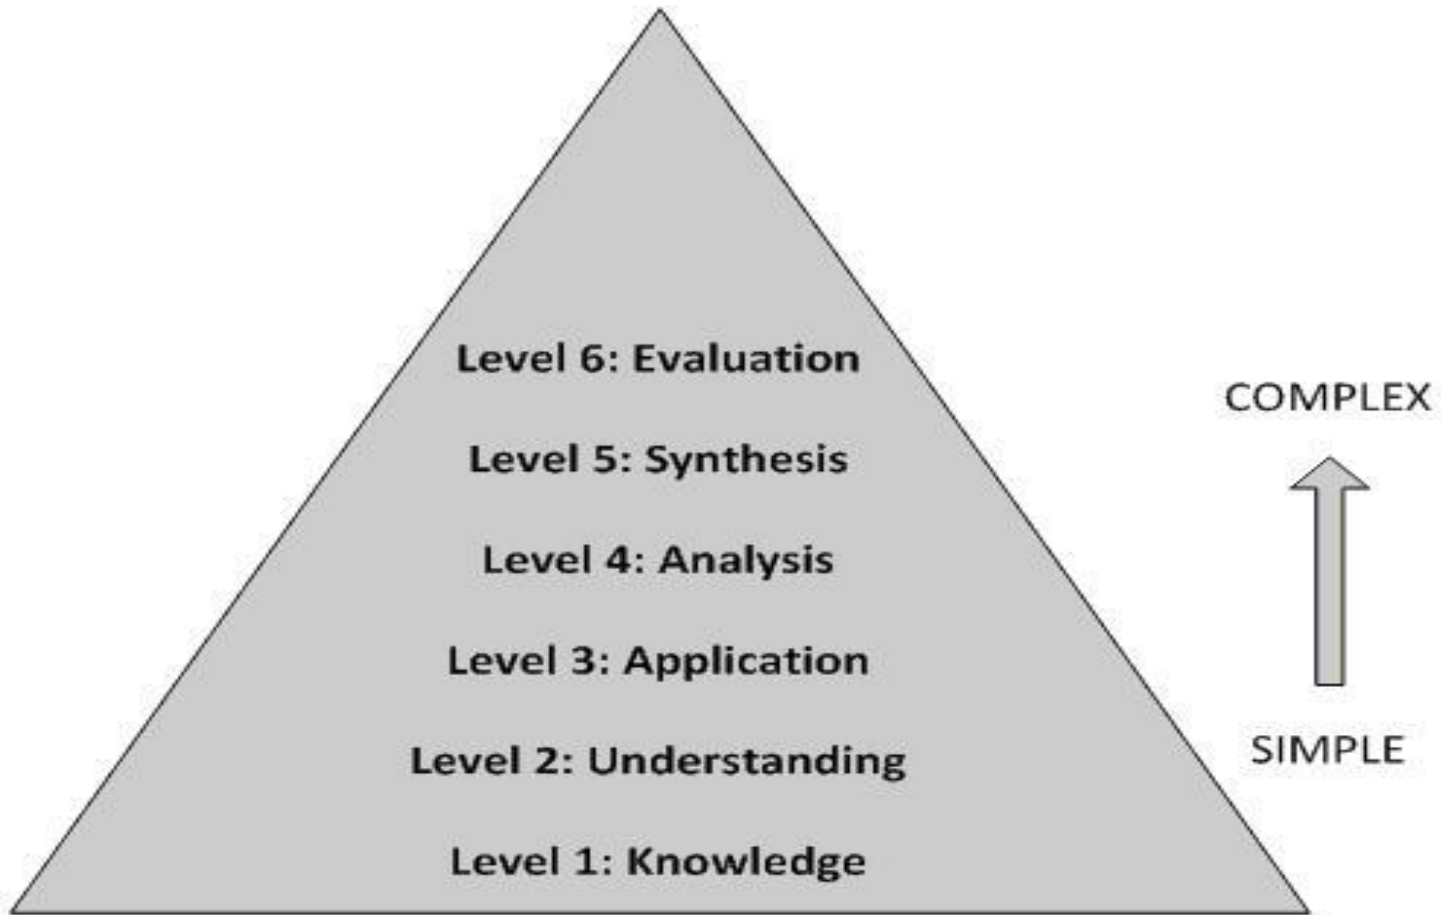 Level 6: Evaluation
COMPLEX
Level 5: Synthesis
Level 4: Analysis
Level 3: Application
Level 2: Understanding
SIMPLE
Level 1: Knowledge